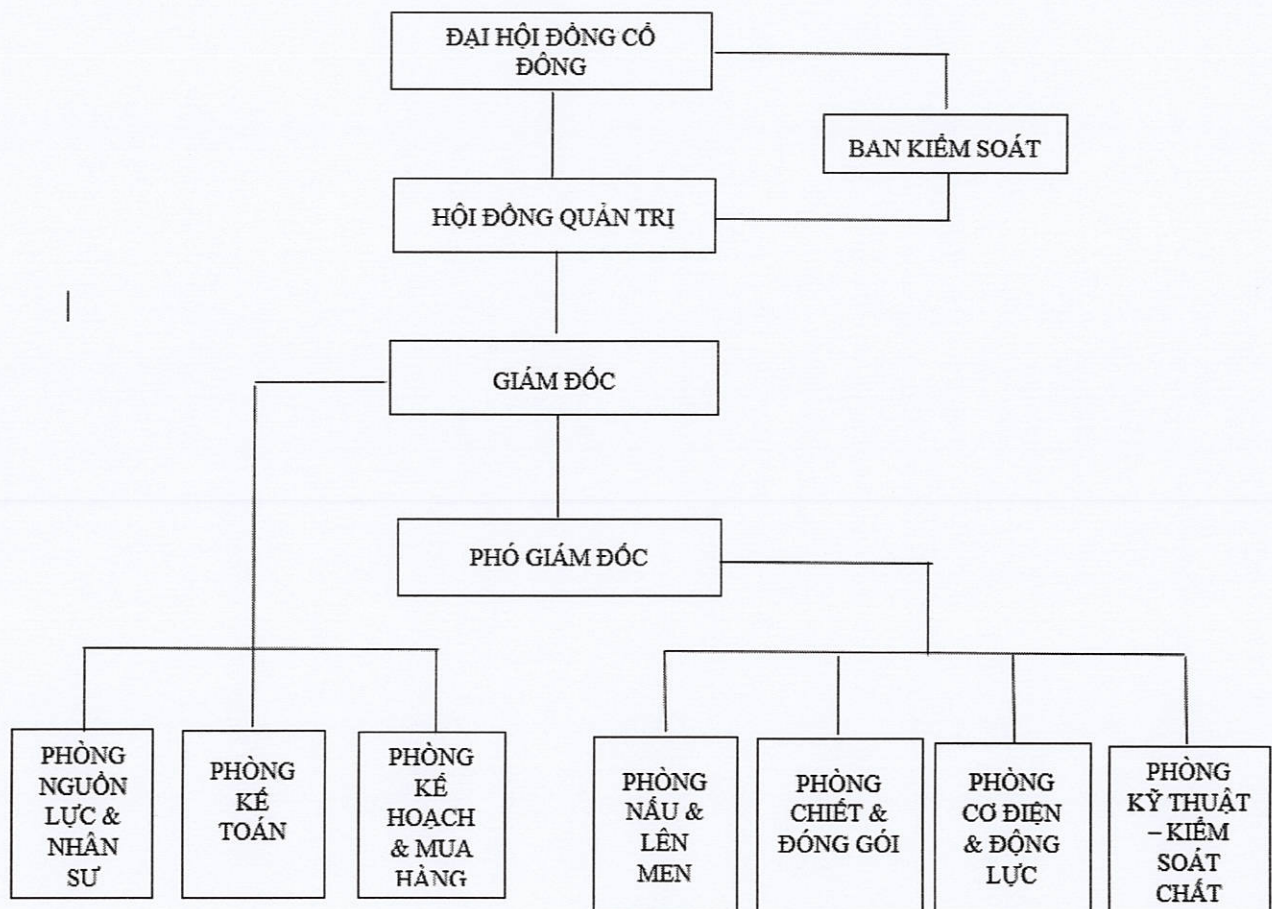 ĐẠI HỘI ĐỒNG CỔ
ĐÔNG
BAN KIỂM SOÁT
HỘI ĐỒNG QUẢN TRỊ
GIÁM ĐỐC
PHÓ GIÁM ĐỐC
PHÒNG
NGUỒN
LỰC &
NHÂN
SƯ
PHÒNG
KẾ
TOÁN
PHÒNG
KẾ
HOẠCH
& MUA
HÀNG
PHÒNG
NẤU &
LÊN
MEN
PHÒNG
CHIẾT &
ĐÓNG GÓI
PHÒNG
CƠ ĐIỆN
& ĐỘNG
LỰC
PHÒNG
KỸ THUẬT
– KIỂM
SOÁT
CHẤT